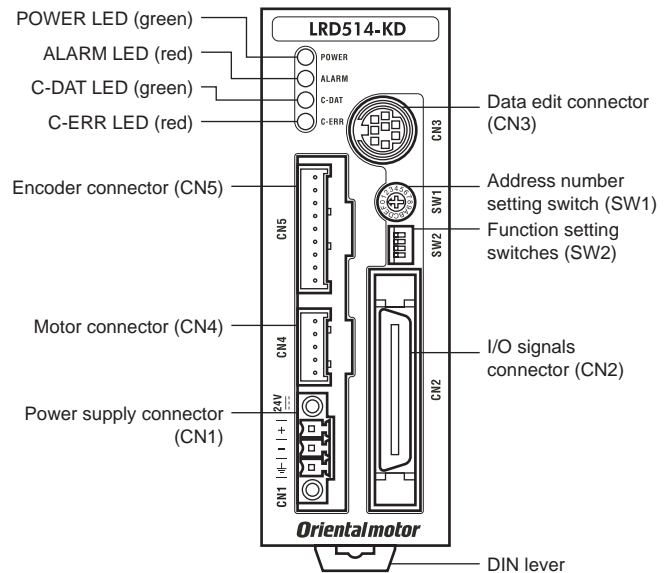 POWER LED (green)
ALARM LED (red)
C-DAT LED (green)
C-ERR LED (red)
Encoder connector (CN5)
Motor connector (CN4)
Power supply connector
(CN1)
LRD514-KD
POWER
ALARM
C-DAT
C-ERR
CN3
SW1
0123456789ABCDEF
SW2
CN5
CN4
CN2
24V
+
−
CN1
Orientalmotor
Data edit connector
(CN3)
Address number
setting switch (SW1)
Function setting
switches (SW2)
I/O signals
connector (CN2)
DIN lever